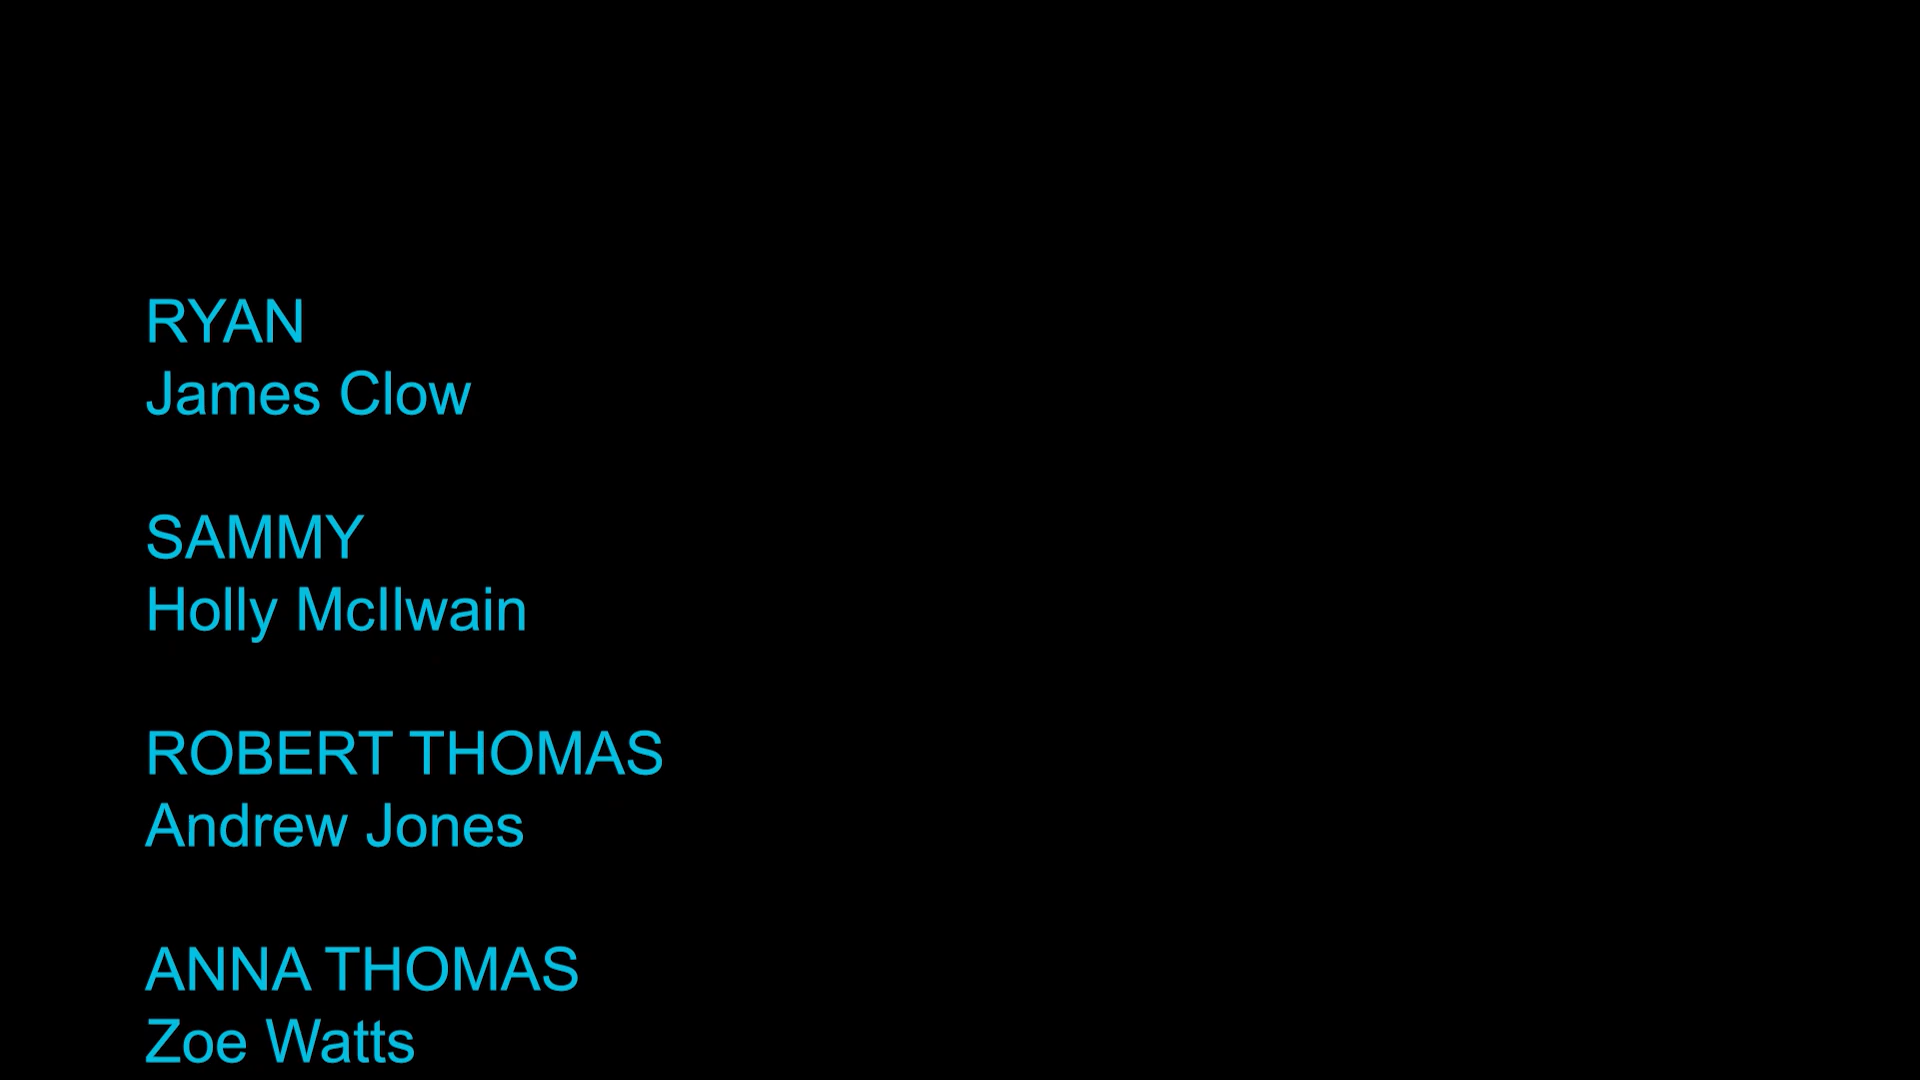 RYAN
James Clow
SAMMY
Holly McIlwain
ROBERT THOMAS
Andrew Jones
ANNA THOMAS
Zoe Watts